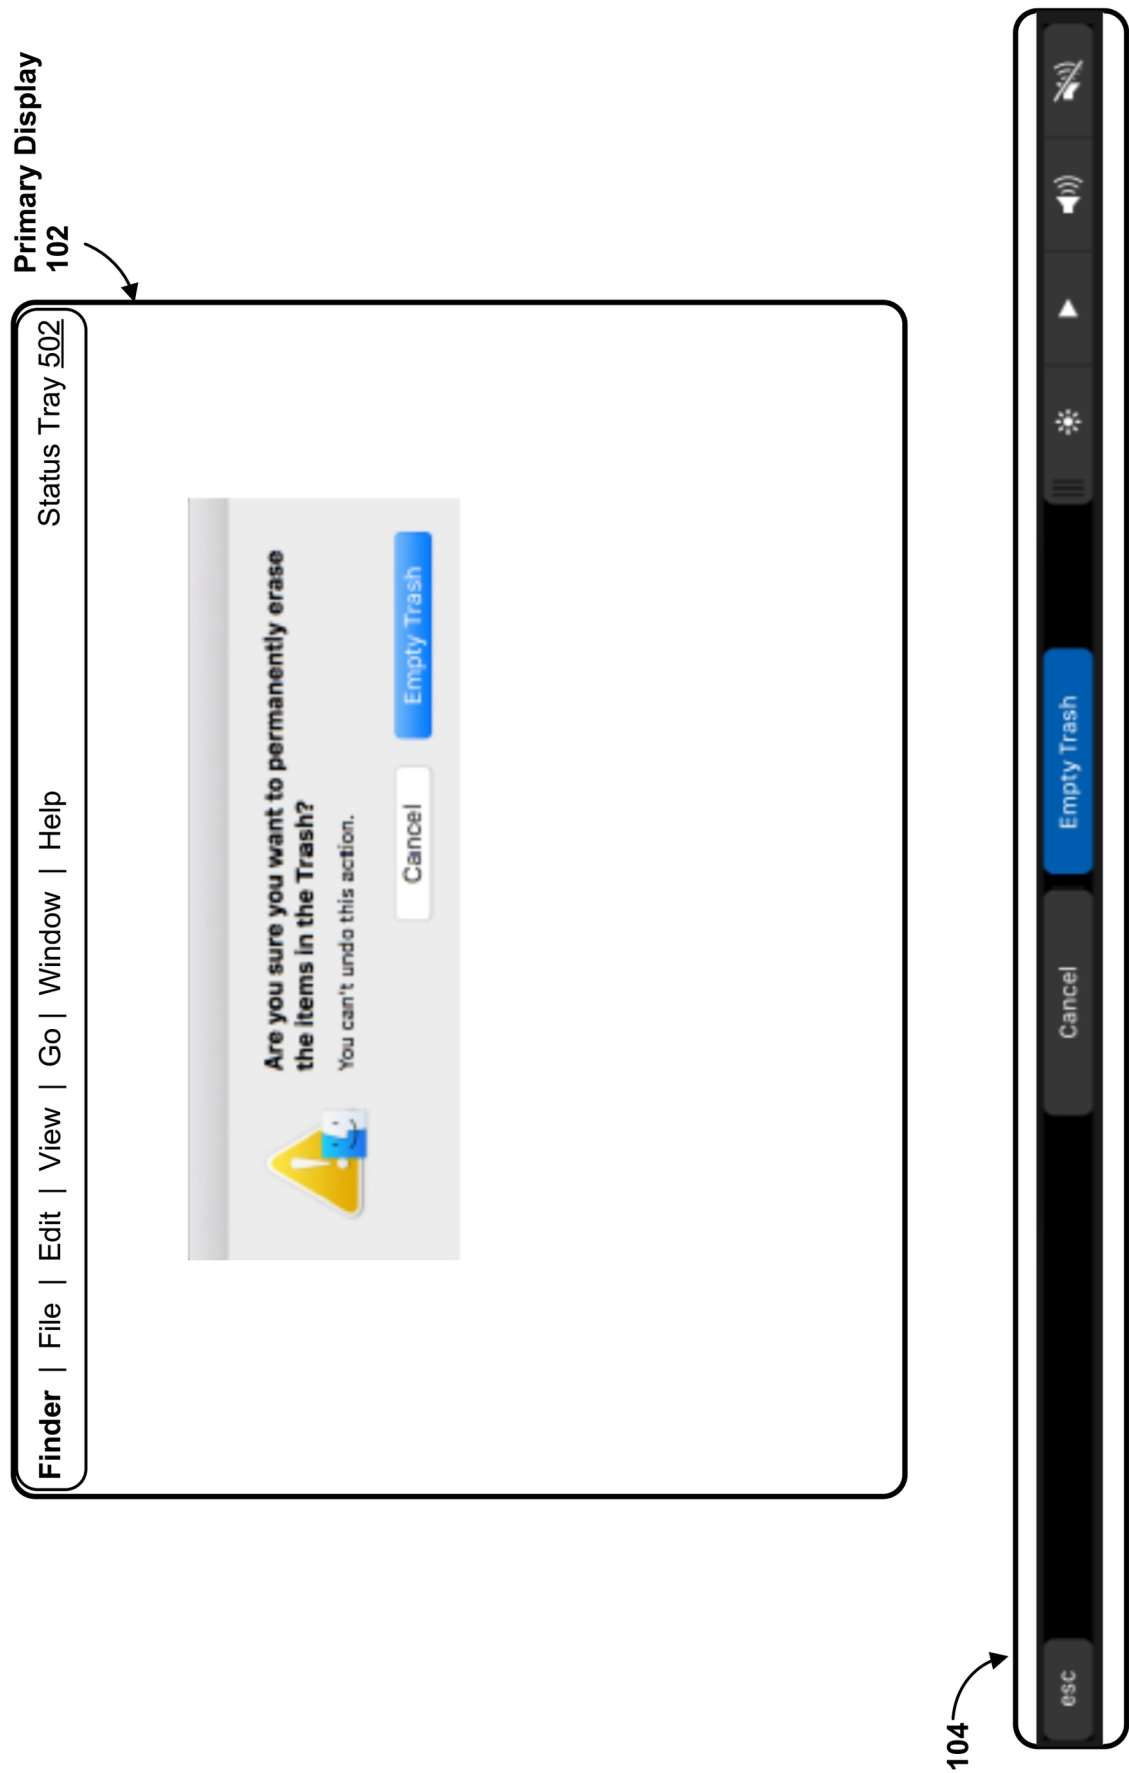 Primary Display
102
Finder | File | Edit | View | Go | Window | Help
Status Tray 502
Are you sure you want to permanently erase
the items in the Trash?
You can't undo this action.
Cancel
Empty Trash
104
esc
Cancel
Empty Trash